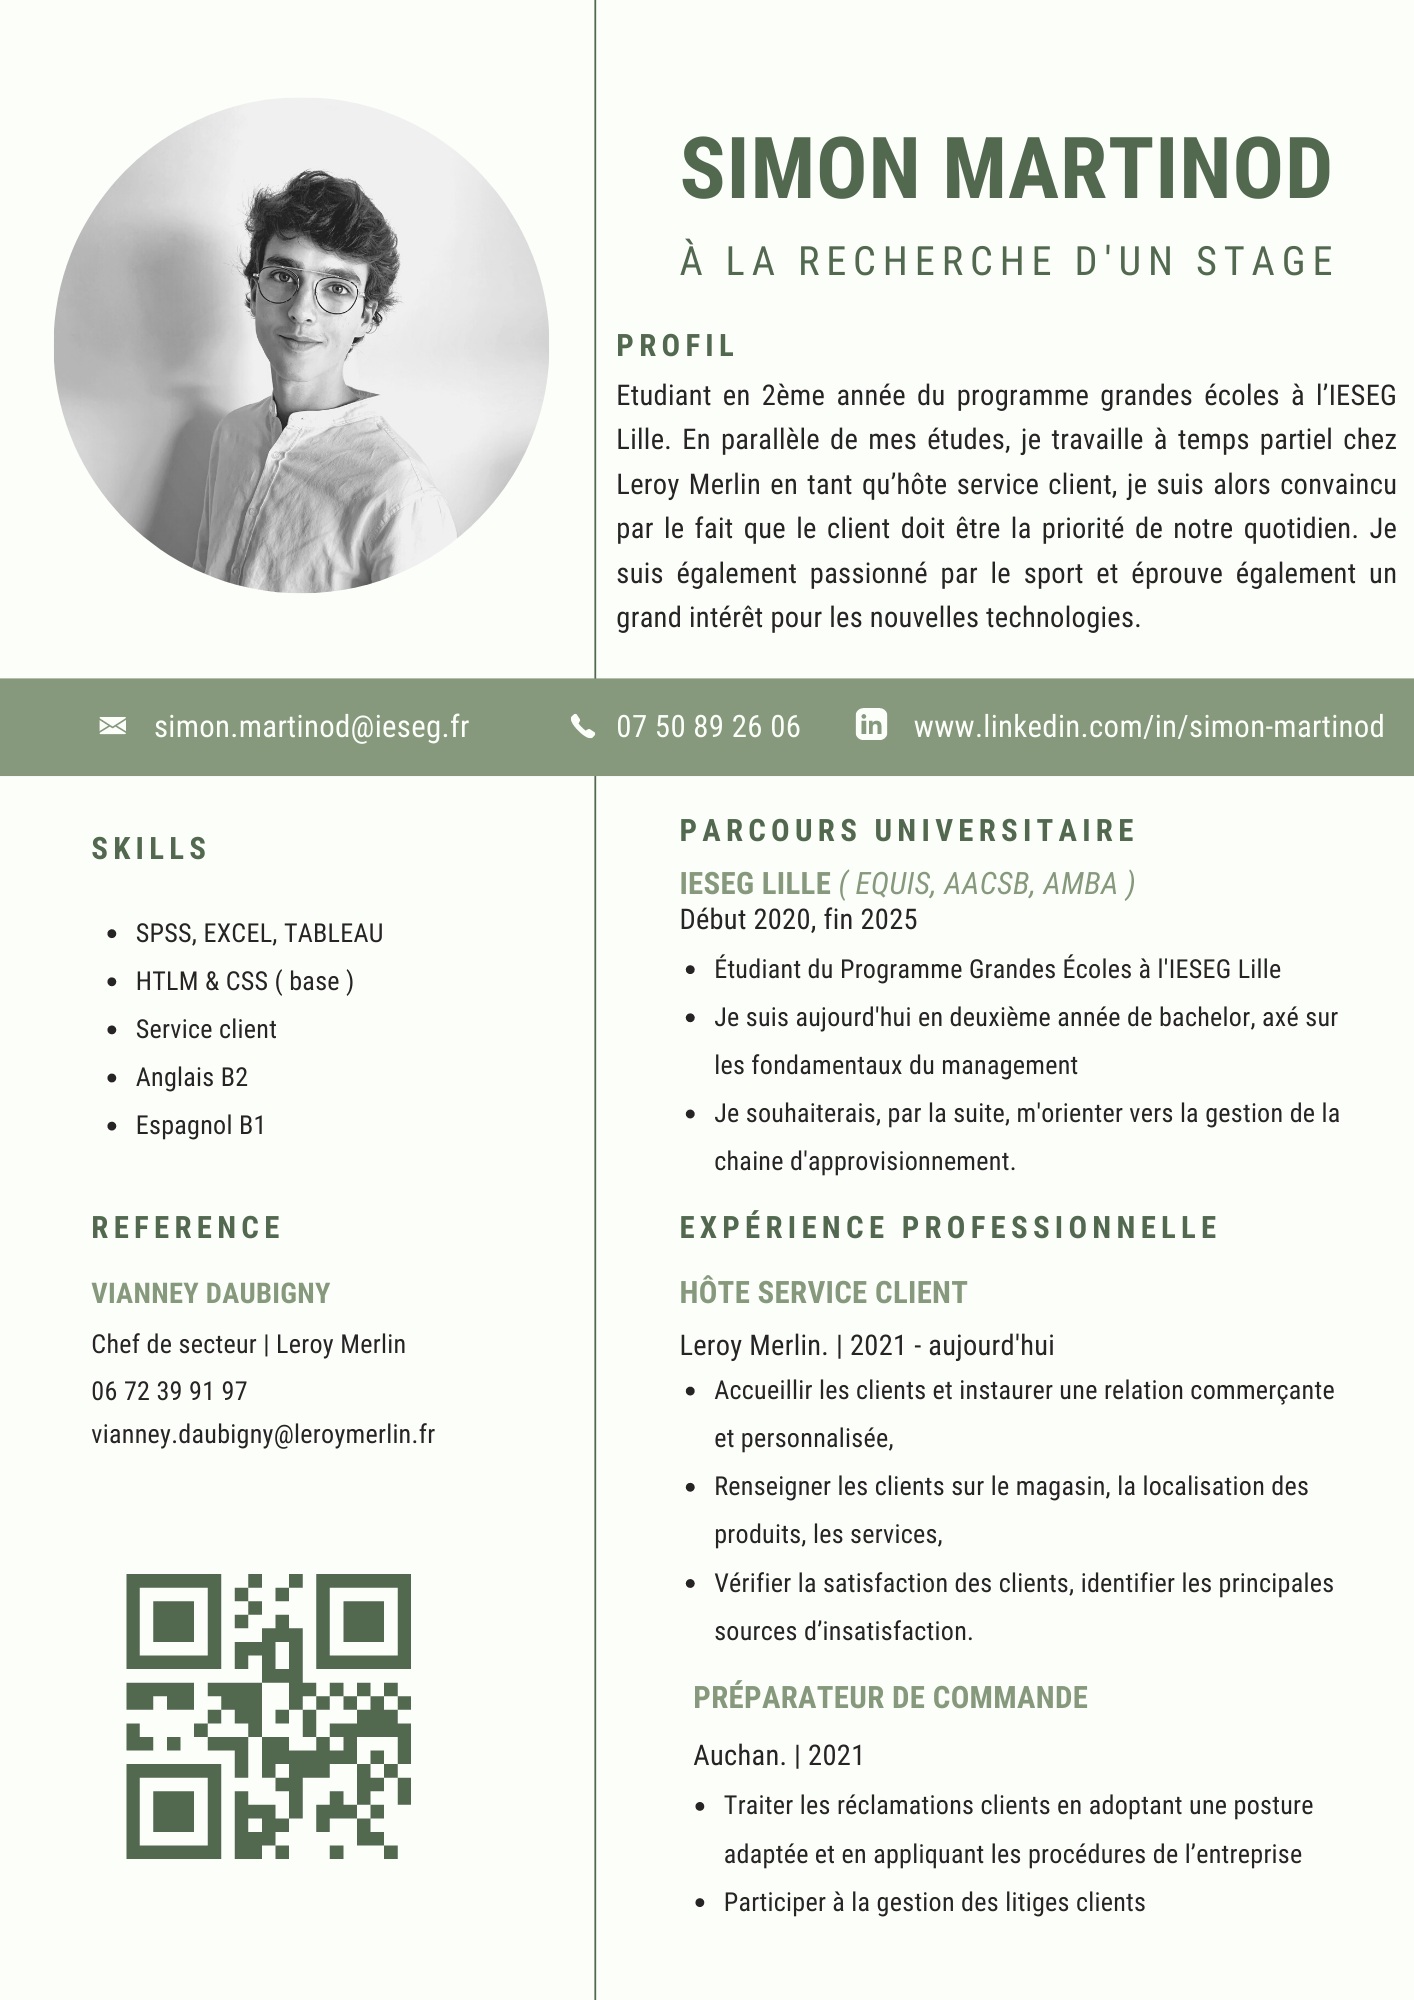 SIMON MARTINOD
À LA RECHERCHE D'UN STAGE
PROFIL
Etudiant en 2ème année du programme grandes écoles à l’IESEG
Lille. En parallèle de mes études, je travaille à temps partiel chez
Leroy Merlin en tant qu’hôte service client, je suis alors convaincu
par le fait que le client doit être la priorité de notre quotidien. Je
suis également passionné par le sport et éprouve également un
grand intérêt pour les nouvelles technologies.
simon.martinod@ieseg.fr
07 50 89 26 06
in
www.linkedin.com/in/simon-martinod
SKILLS
• SPSS, EXCEL, TABLEAU
• HTLM & CSS ( base )
• Service client
• Anglais B2
• Espagnol B1
REFERENCE
VIANNEY DAUBIGNY
Chef de secteur | Leroy Merlin
06 72 39 91 97
vianney.daubigny@leroymerlin.fr
PARCOURS UNIVERSITAIRE
IESEG LILLE ( EQUIS, AACSB, AMBA )
Début 2020, fin 2025
• Étudiant du Programme Grandes Écoles à l'IESEG Lille
• Je suis aujourd'hui en deuxième année de bachelor, axé sur
les fondamentaux du management
• Je souhaiterais, par la suite, m'orienter vers la gestion de la
chaine d'approvisionnement.
EXPÉRIENCE PROFESSIONNELLE
HÔTE SERVICE CLIENT
Leroy Merlin. | 2021 - aujourd'hui
• Accueillir les clients et instaurer une relation commerçante
et personnalisée,
• Renseigner les clients sur le magasin, la localisation des
produits, les services,
• Vérifier la satisfaction des clients, identifier les principales
sources d’insatisfaction.
PRÉPARATEUR DE COMMANDE
Auchan. | 2021
• Traiter les réclamations clients en adoptant une posture
adaptée et en appliquant les procédures de l’entreprise
• Participer à la gestion des litiges clients